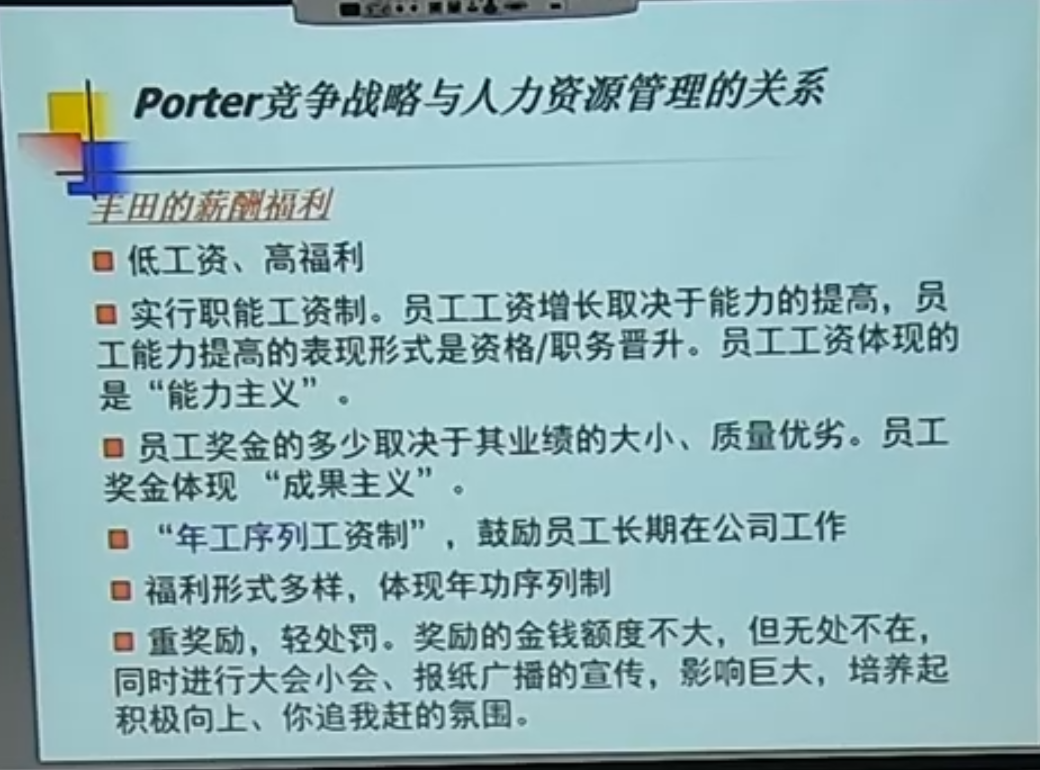 Porter竞争战略与人力资源管理的关系
丰田的薪酬福利
低工资、高福利
实行职能工资制。员工工资增长取决于能力的提高，员
工能力提高的表现形式是资格/职务晋升。员工工资体现的
是“能力主义”。
员工奖金的多少取决于其业绩的大小、质量优劣。员工
奖金体现 “成果主义”。
“年工序列工资制”，鼓励员工长期在公司工作
福利形式多样，体现年功序列制
重奖励，轻处罚。奖励的金钱额度不大，但无处不在，
同时进行大会小会、报纸广播的宣传，影响巨大，培养起
积极向上、你追我赶的氛围。